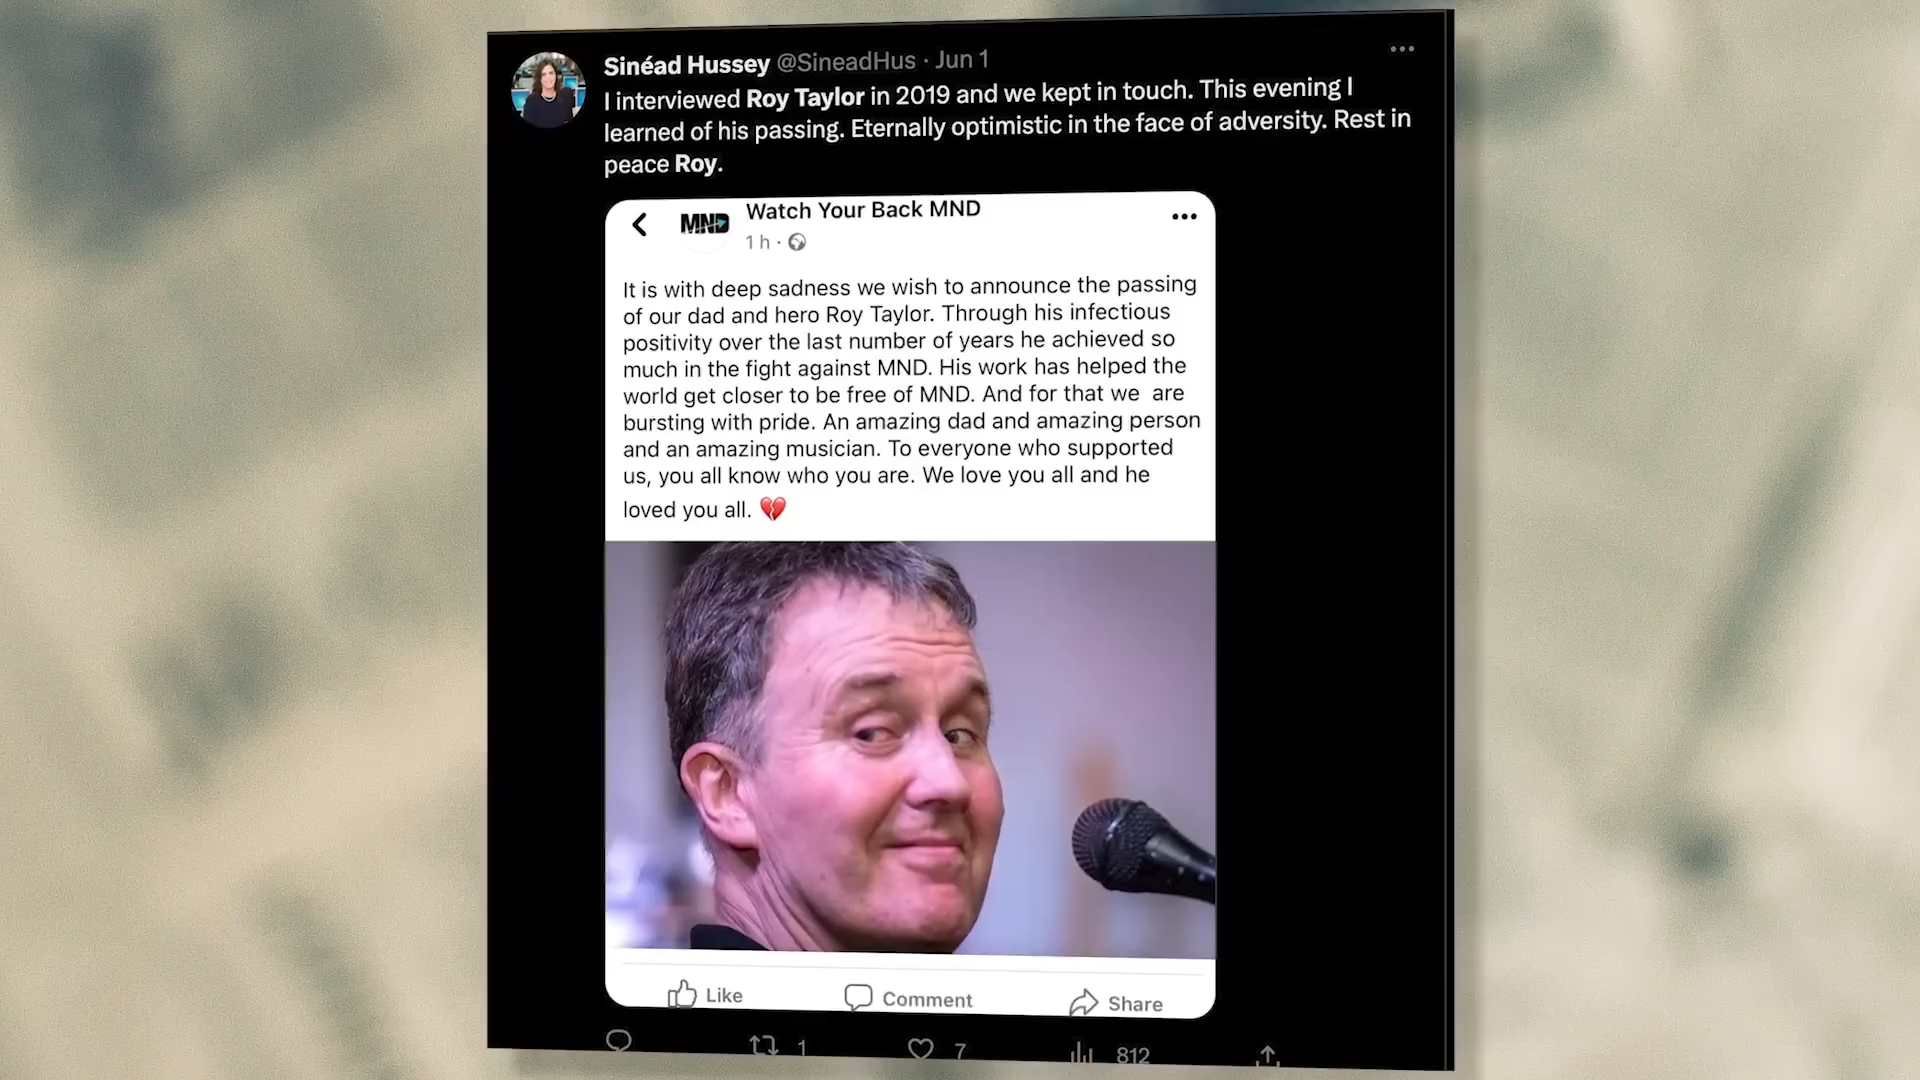 Sinéad Hussey @SineadHus · Jun 1
I interviewed Roy Taylor in 2019 and we kept in touch. This evening I
learned of his passing. Eternally optimistic in the face of adversity. Rest in
peace Roy.
MND
Watch Your Back MND
1 h ·
It is with deep sadness we wish to announce the passing
of our dad and hero Roy Taylor. Through his infectious
positivity over the last number of years he achieved so
much in the fight against MND. His work has helped the
world get closer to be free of MND. And for that we are
bursting with pride. An amazing dad and amazing person
and an amazing musician. To everyone who supported
us, you all know who you are. We love you all and he
loved you all. 💔
Like Comment Share
1 7 812